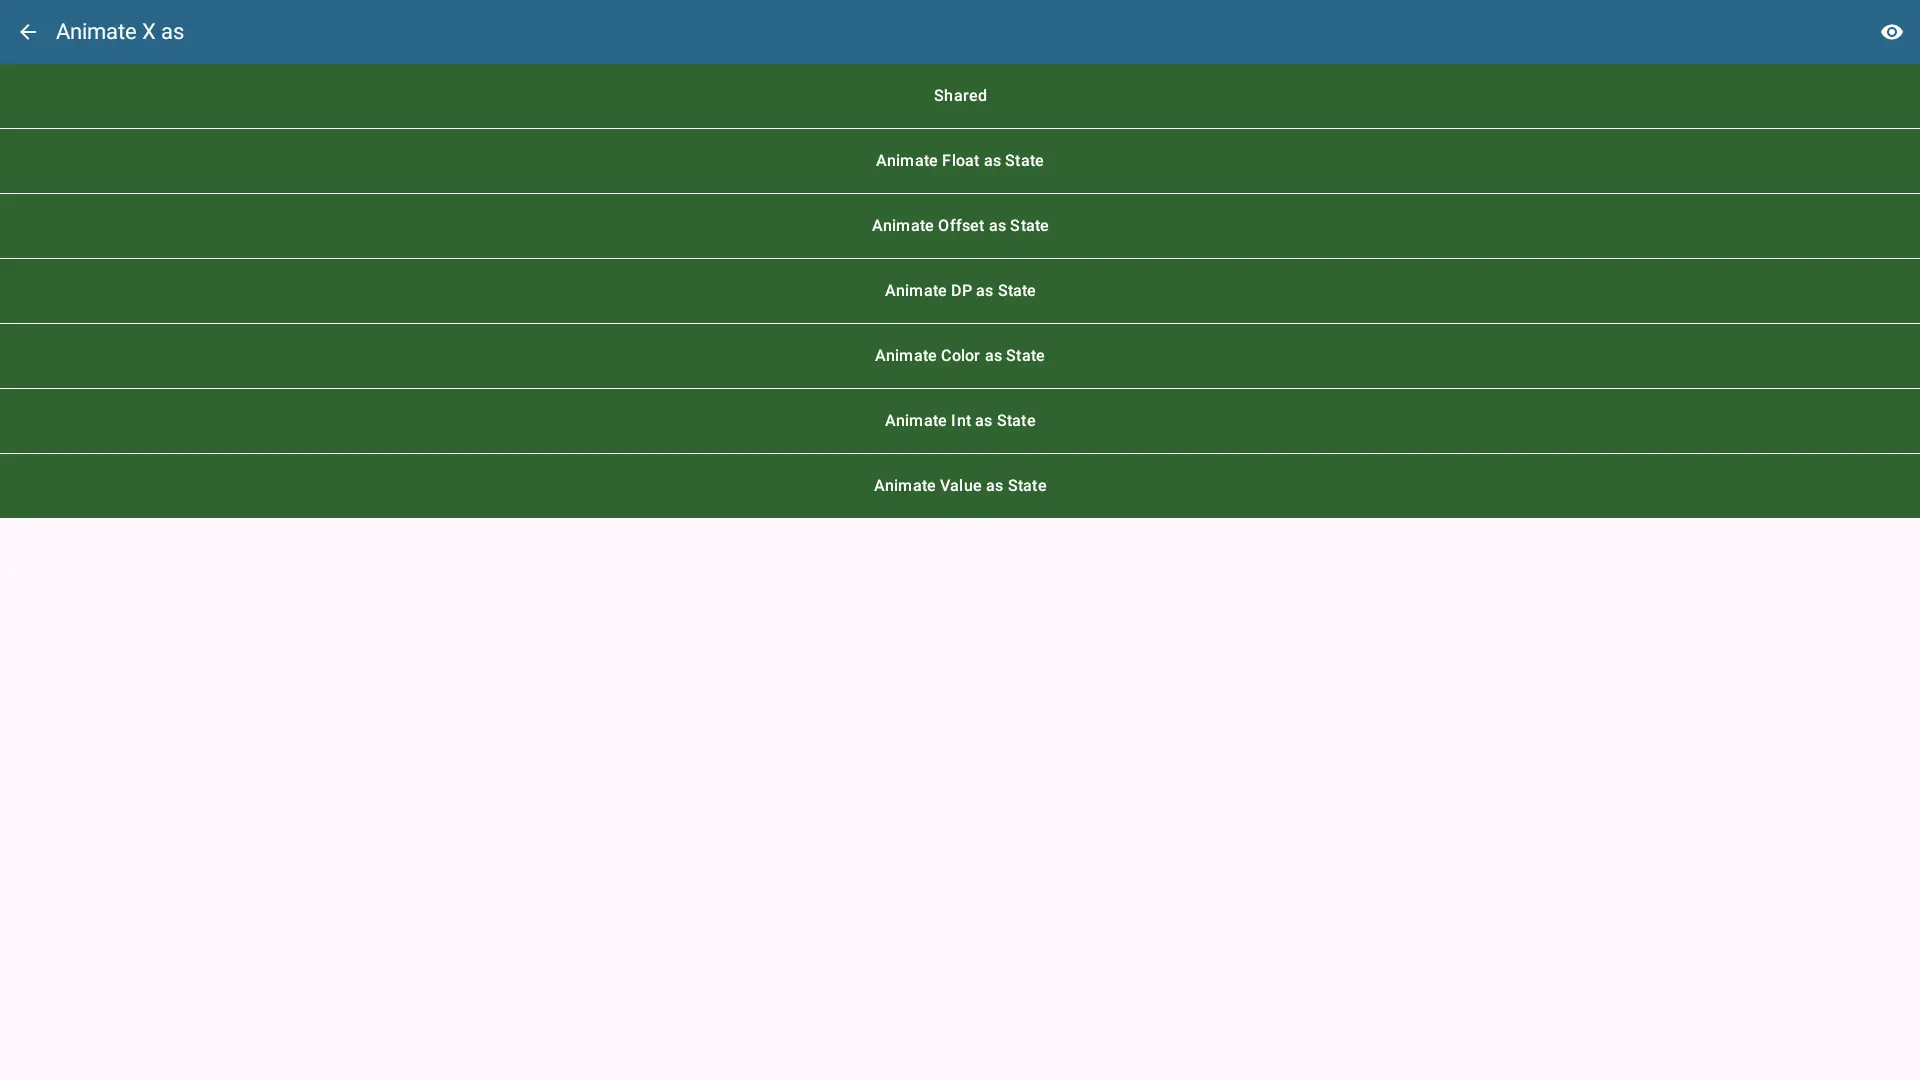 Animate X as
Shared
Animate Float as State
Animate Offset as State
Animate DP as State
Animate Color as State
Animate Int as State
Animate Value as State